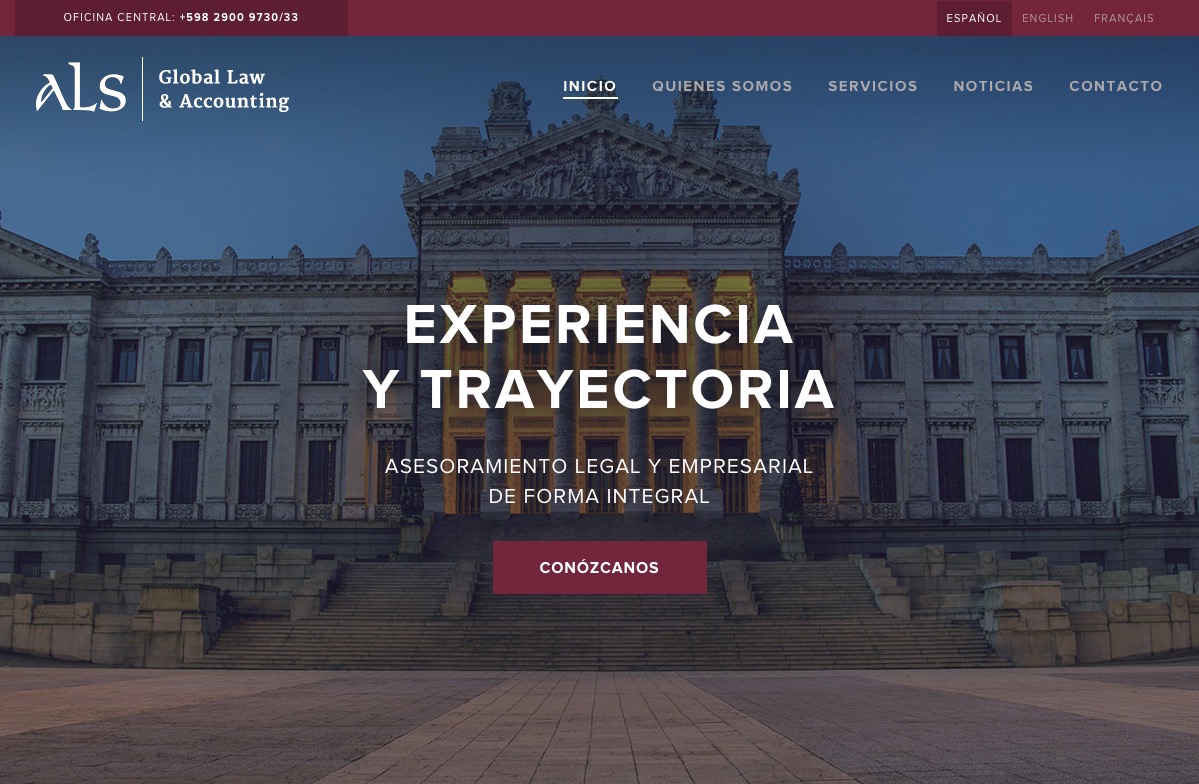 OFICINA CENTRAL: +598 2900 9730/33
ESPAÑOL ENGLISH FRANÇAIS
ALS
Global Law
& Accounting
INICIO QUIENES SOMOS SERVICIOS NOTICIAS CONTACTO
EXPERIENCIA
Y TRAYECTORIA
ASESORAMIENTO LEGAL Y EMPRESARIAL
DE FORMA INTEGRAL
CONÓZCANOS